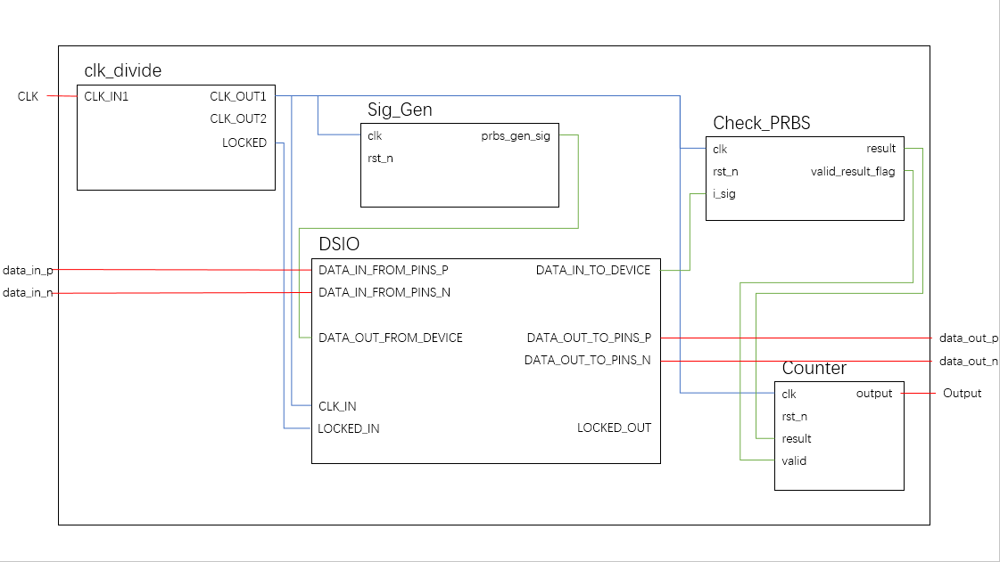 clk_divide
CLK
CLK_IN1
CLK_OUT1
CLK_OUT2
LOCKED
Sig_Gen
clk
prbs_gen_sig
rst_n
Check_PRBS
clk
result
rst_n
valid_result_flag
i_sig
DSIO
data_in_p
DATA_IN_FROM_PINS_P
DATA_IN_TO_DEVICE
data_in_n
DATA_IN_FROM_PINS_N
DATA_OUT_FROM_DEVICE
DATA_OUT_TO_PINS_P
data_out_p
DATA_OUT_TO_PINS_N
data_out_n
CLK_IN
LOCKED_IN
LOCKED_OUT
Counter
clk
output
Output
rst_n
result
valid